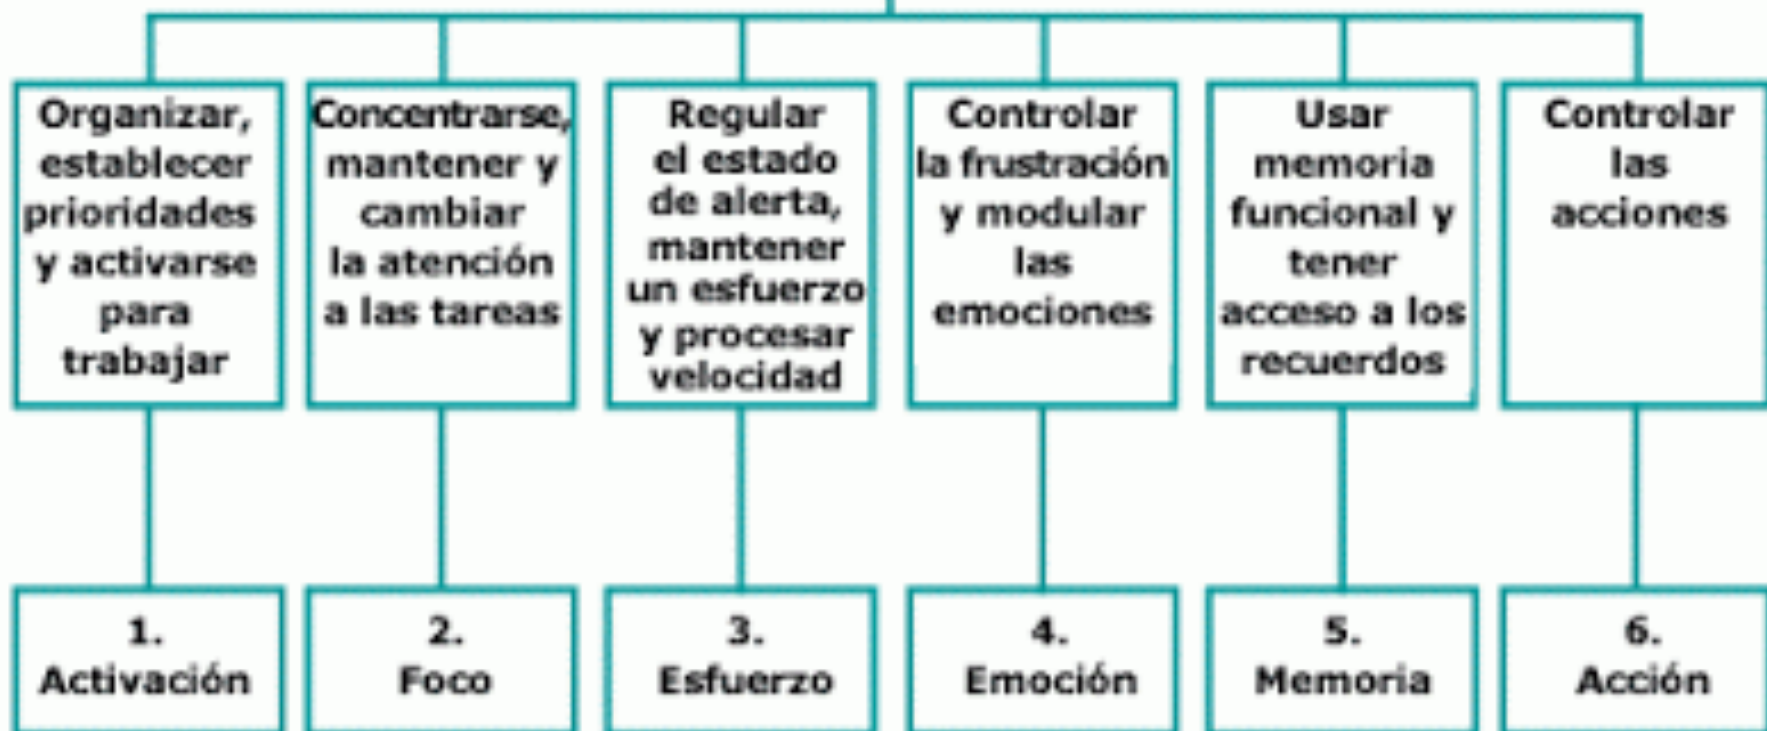 Organizar,
establecer
prioridades
y activarse
para
trabajar
Concentrarse,
mantener y
cambiar
la atención
a las tareas
Regular
el estado
de alerta,
mantener
un esfuerzo
y procesar
velocidad
Controlar
la frustración
y modular
las
emociones
Usar
memoria
funcional y
tener
acceso a los
recuerdos
Controlar
las
acciones
1.
Activación
2.
Foco
3.
Esfuerzo
4.
Emoción
5.
Memoria
6.
Acción